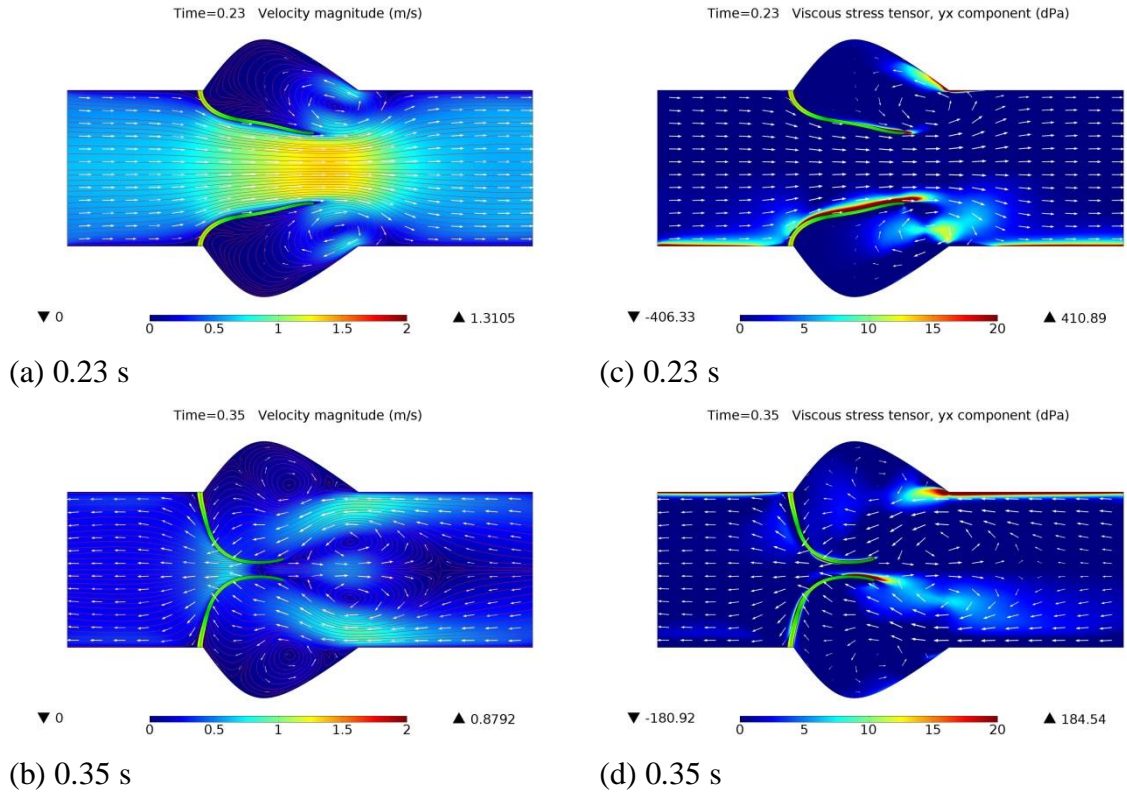 Time=0.23 Velocity magnitude (m/s)
▼ 0
0 0.5 1 1.5 2
▲ 1.3105
(a) 0.23 s
Time=0.23 Viscous stress tensor, yx component (dPa)
▼ -406.33
0 5 10 15 20
▲ 410.89
(c) 0.23 s
Time=0.35 Velocity magnitude (m/s)
▼ 0
0 0.5 1 1.5 2
▲ 0.8792
(b) 0.35 s
Time=0.35 Viscous stress tensor, yx component (dPa)
▼ -180.92
0 5 10 15 20
▲ 184.54
(d) 0.35 s